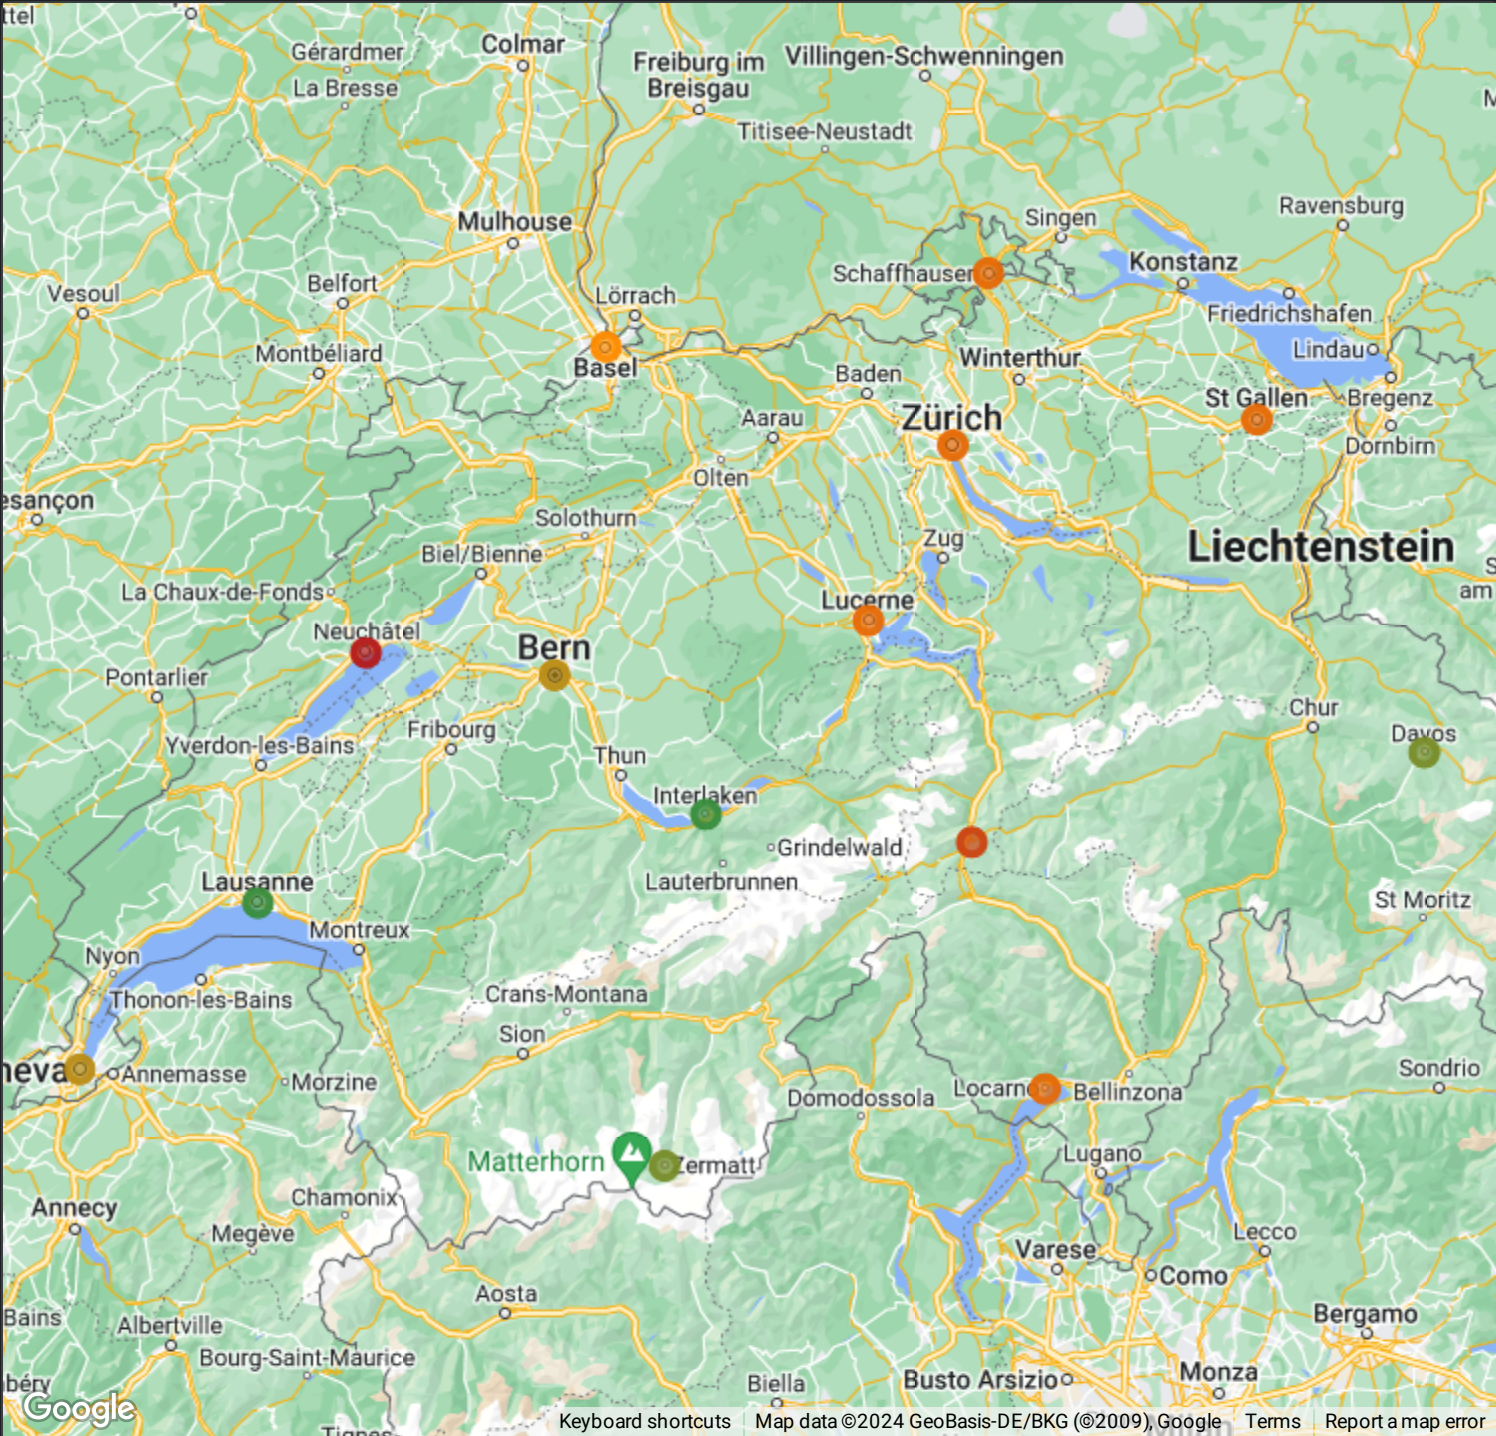 ttel
Gérardmer
Colmar
La Bresse
Freiburg im
Breisgau
Villingen-Schwenningen
Titisee-Neustadt
M
Mulhouse
Singen
Ravensburg
Schaffhausen
Konstanz
Belfort
Vesoul
Lörrach
Friedrichshafen
Montbéliard
Basel
Winterthur
Lindau
Baden
St Gallen
Bregenz
Aarau
Zürich
Dornbirn
Olten
esançon
Solothurn
Zug
Liechtenstein
Biel/Bienne
S
am
La Chaux-de-Fonds
Lucerne
Neuchâtel
Bern
Pontarlier
Chur
Fribourg
Davos
Yverdon-les-Bains
Thun
Interlaken
Grindelwald
Lausanne
Lauterbrunnen
St Moritz
Montreux
Nyon
Thonon-les-Bains
Crans-Montana
Sion
neva
Annemasse
Morzine
Sondrio
Domodossola
Locarno
Bellinzona
Matterhorn
Zermatt
Lugano
Chamonix
Annecy
Megève
Lecco
Varese
Como
Aosta
Bains
Albertville
Bergamo
Bourg-Saint-Maurice
Monza
Busto Arsizio
Biella
béry
Google
Tignes
Milan
Keyboard shortcuts
Map data ©2024 GeoBasis-DE/BKG (©2009), Google
Terms
Report a map error